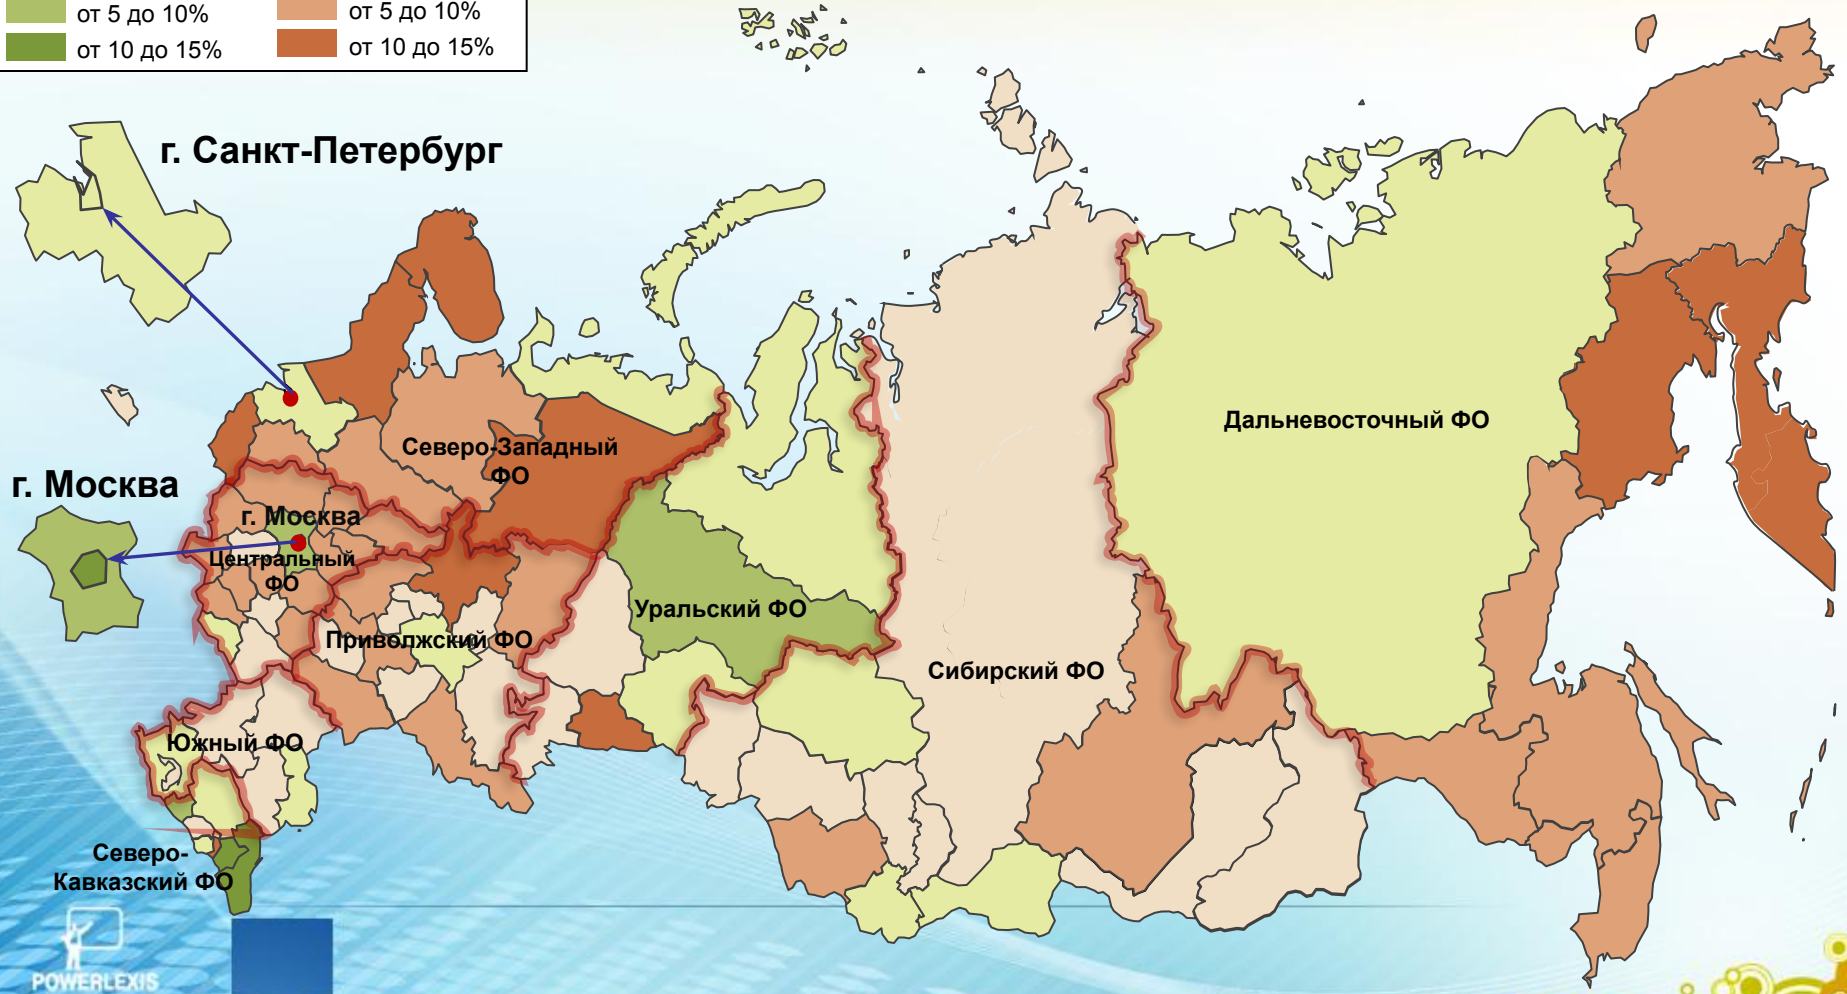 от 5 до 10%
от 5 до 10%
от 10 до 15%
от 10 до 15%
г. Санкт-Петербург
Дальневосточный ФО
Северо-Западный
ФО
г. Москва
г. Москва
Центральный
ФО
Уральский ФО
Приволжский ФО
Сибирский ФО
Южный ФО
Северо-
Кавказский ФО
POWERLEXIS